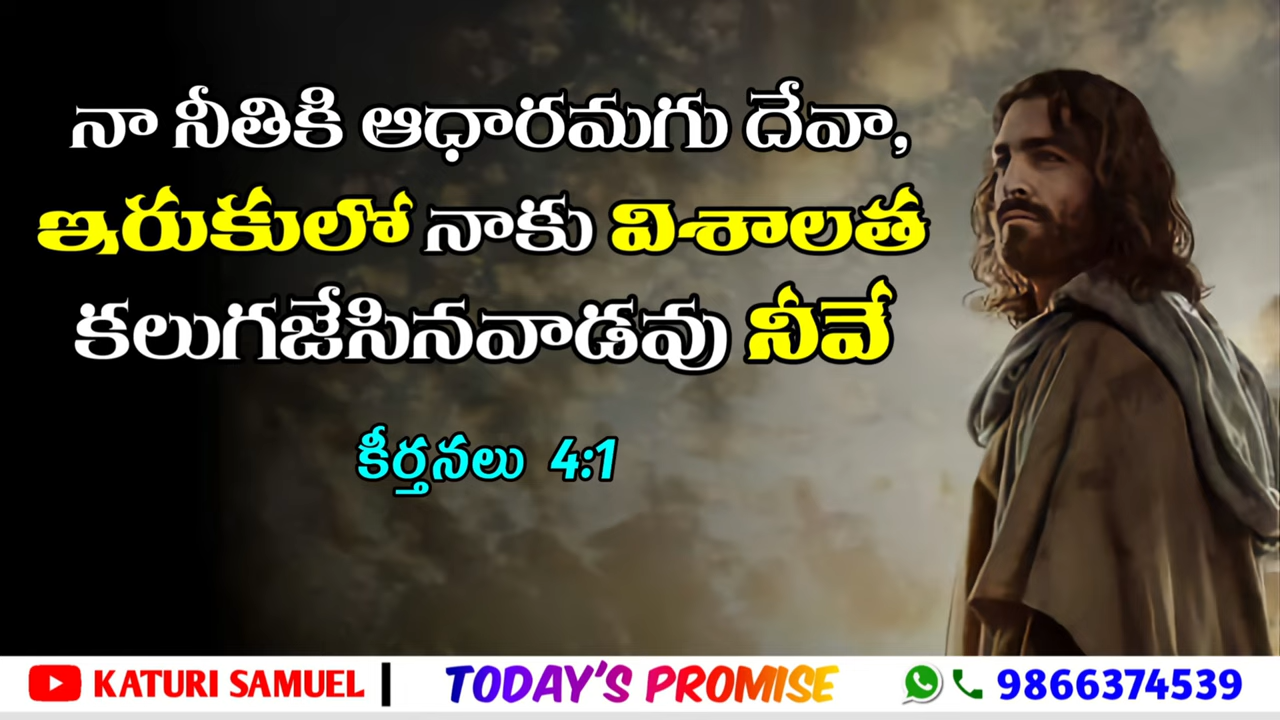 నా నీతికి ఆధారమగు దేవా,
ఇరుకులో నాకు విశాలత
కలుగజేసినవాడవు నీవే
కీర్తనలు 4:1
KATURI SAMUEL | TODAY'S PROMISE 9866374539